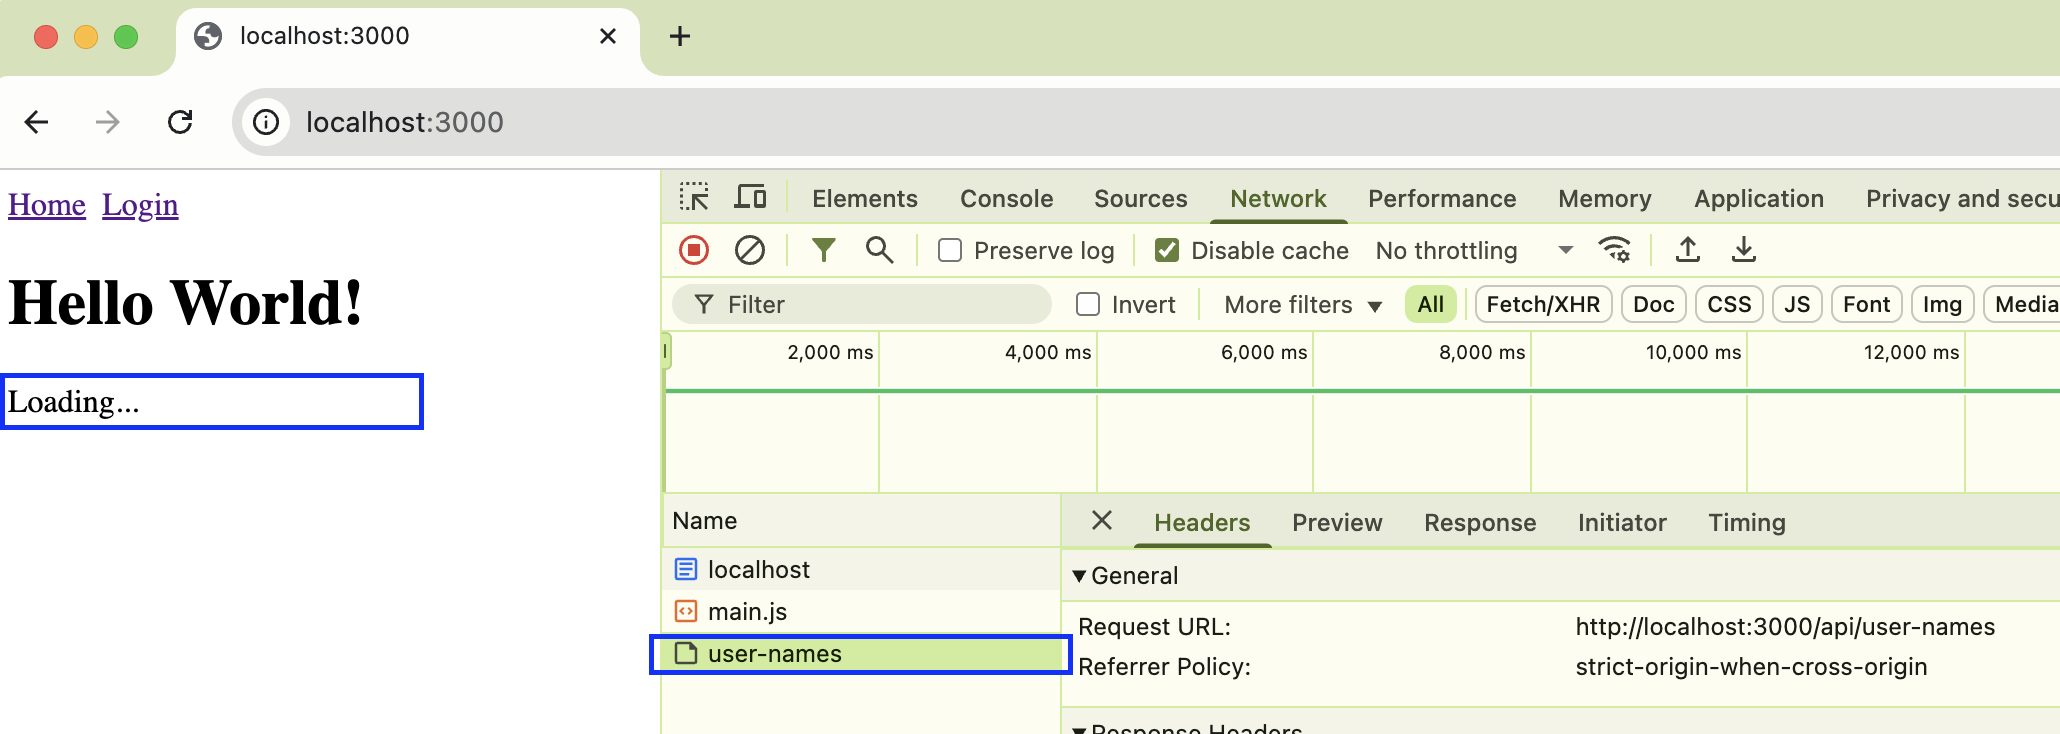 localhost:3000
localhost:3000
Home Login
Hello World!
Loading...
Elements Console Sources Network Performance Memory Application Privacy and secu
Preserve log Disable cache No throttling
Filter Invert More filters All Fetch/XHR Doc CSS JS Font Img Media
2,000 ms 4,000 ms 6,000 ms 8,000 ms 10,000 ms 12,000 ms
Name
localhost
main.js
user-names
Headers Preview Response Initiator Timing
General
Request URL: http://localhost:3000/api/user-names
Referrer Policy: strict-origin-when-cross-origin
Response Headers